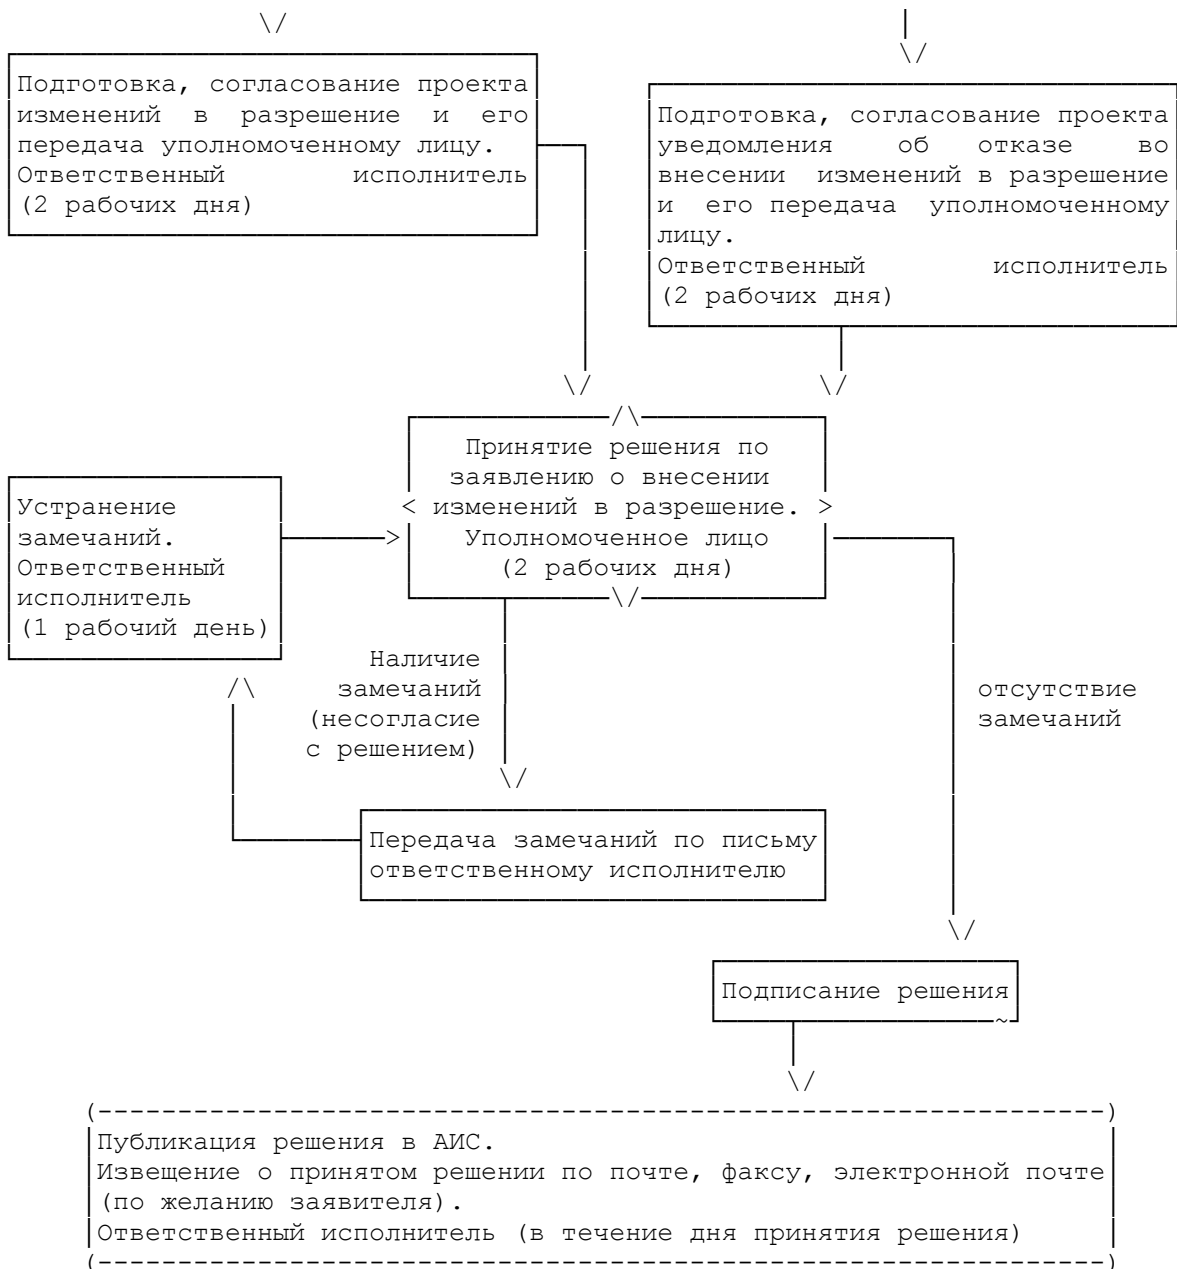 Подготовка, согласование проекта
изменений в разрешение и его
передача уполномоченному лицу.
Ответственный исполнитель
(2 рабочих дня)
Подготовка, согласование проекта
уведомления об отказе во
внесении изменений в разрешение
и его передача уполномоченному
лицу.
Ответственный исполнитель
(2 рабочих дня)
Принятие решения по
заявлению о внесении
изменений в разрешение.
Уполномоченное лицо
(2 рабочих дня)
Устранение
замечаний.
Ответственный
исполнитель
(1 рабочий день)
Наличие
замечаний
(несогласие
с решением)
отсутствие
замечаний
Передача замечаний по письму
ответственному исполнителю
Подписание решения
Публикация решения в АИС.
Извещение о принятом решении по почте, факсу, электронной почте
(по желанию заявителя).
Ответственный исполнитель (в течение дня принятия решения)